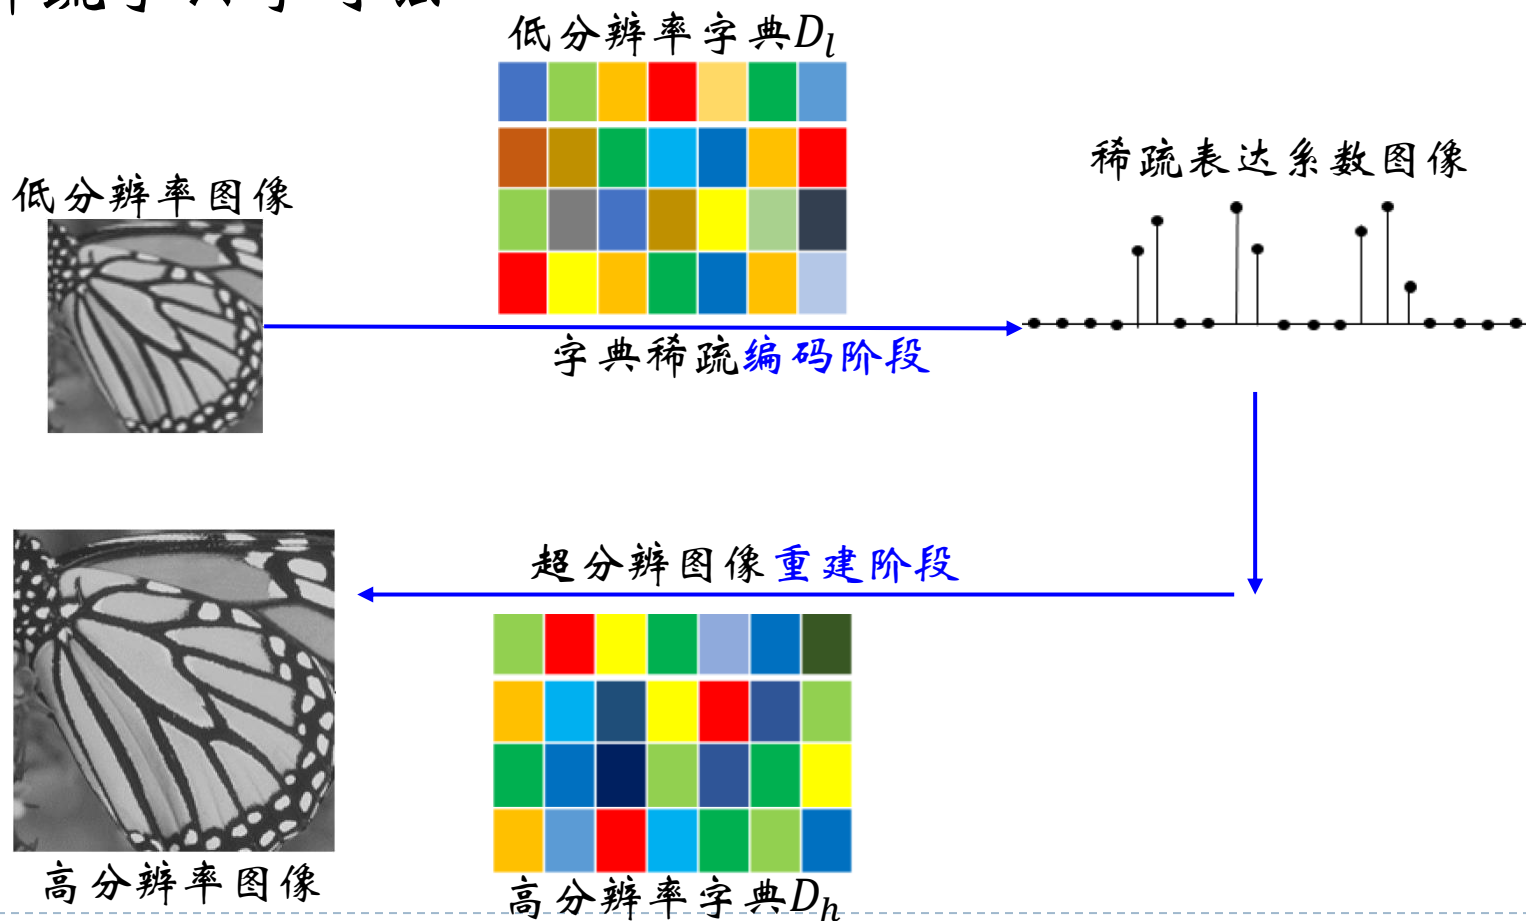 低分辨率字典D_l
稀疏表达系数图像
低分辨率图像
字典稀疏编码阶段
超分辨图像重建阶段
高分辨率图像
高分辨率字典D_h